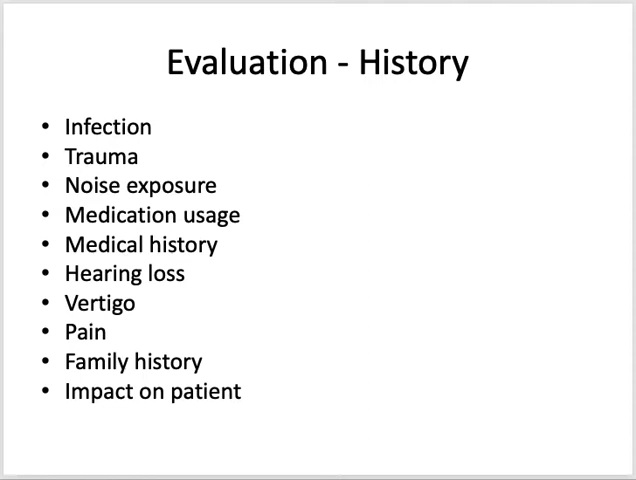 Evaluation - History
• Infection
• Trauma
• Noise exposure
• Medication usage
• Medical history
• Hearing loss
• Vertigo
• Pain
• Family history
• Impact on patient